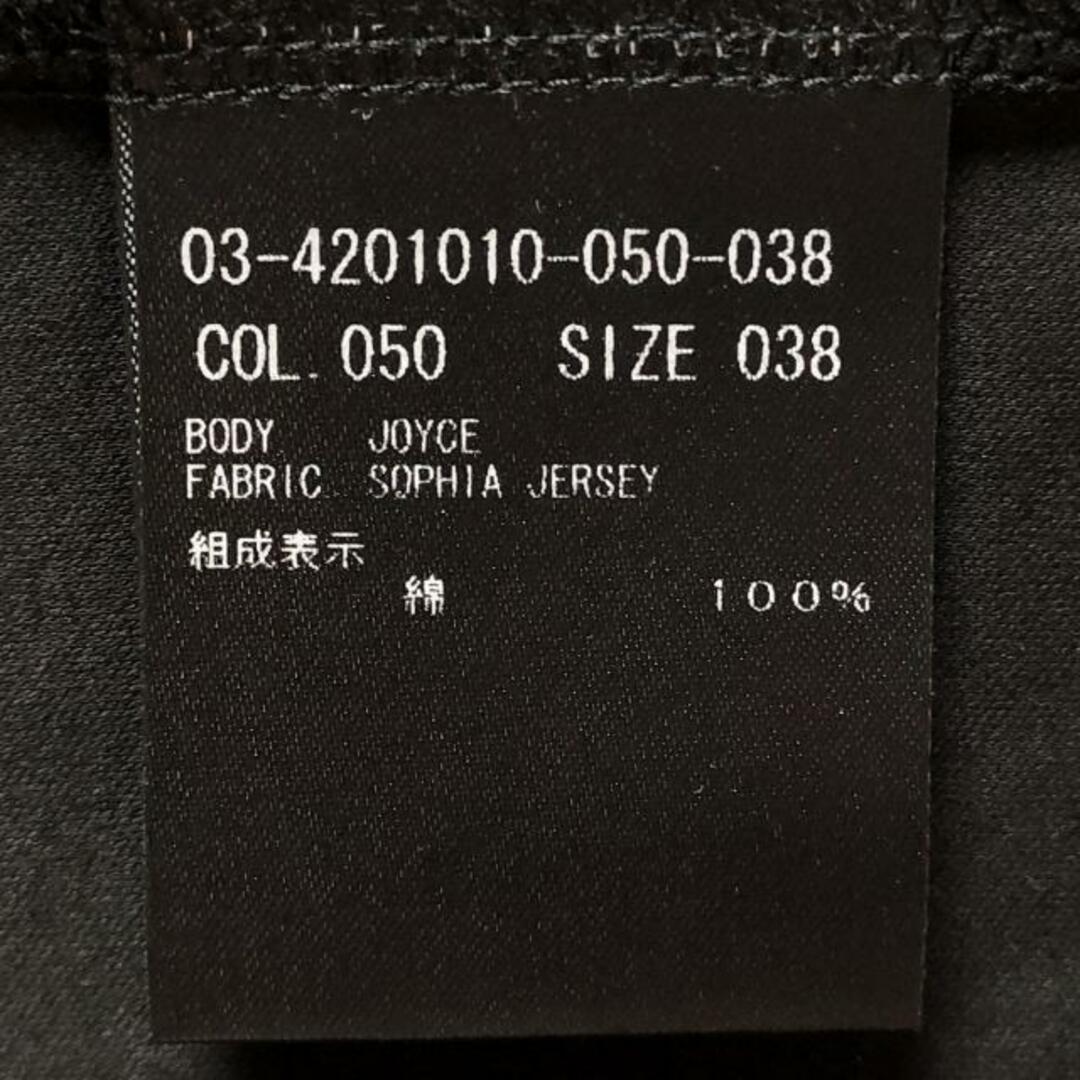 03-4201010-050-038
COL. 050 SIZE 038
BODY JOYCE
FABRIC SOPHIA JERSEY
組成表示
綿 100%